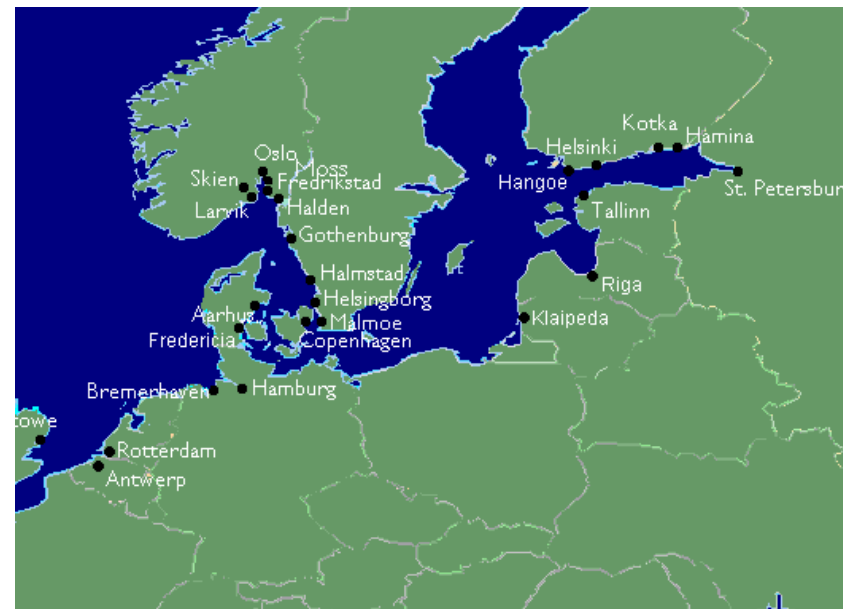 Kotka
Hamina
Helsinki
Oslo
Moss
Skien
Fredrikstad
Hangoe
St. Petersbur
Larvik
Halden
Tallinn
Gothenburg
Halmstad
Riga
Helsingborg
Aarhus
Malmoe
Klaipeda
Fredericia
Copenhagen
Bremerhaven
Hamburg
towe
Rotterdam
Antwerp